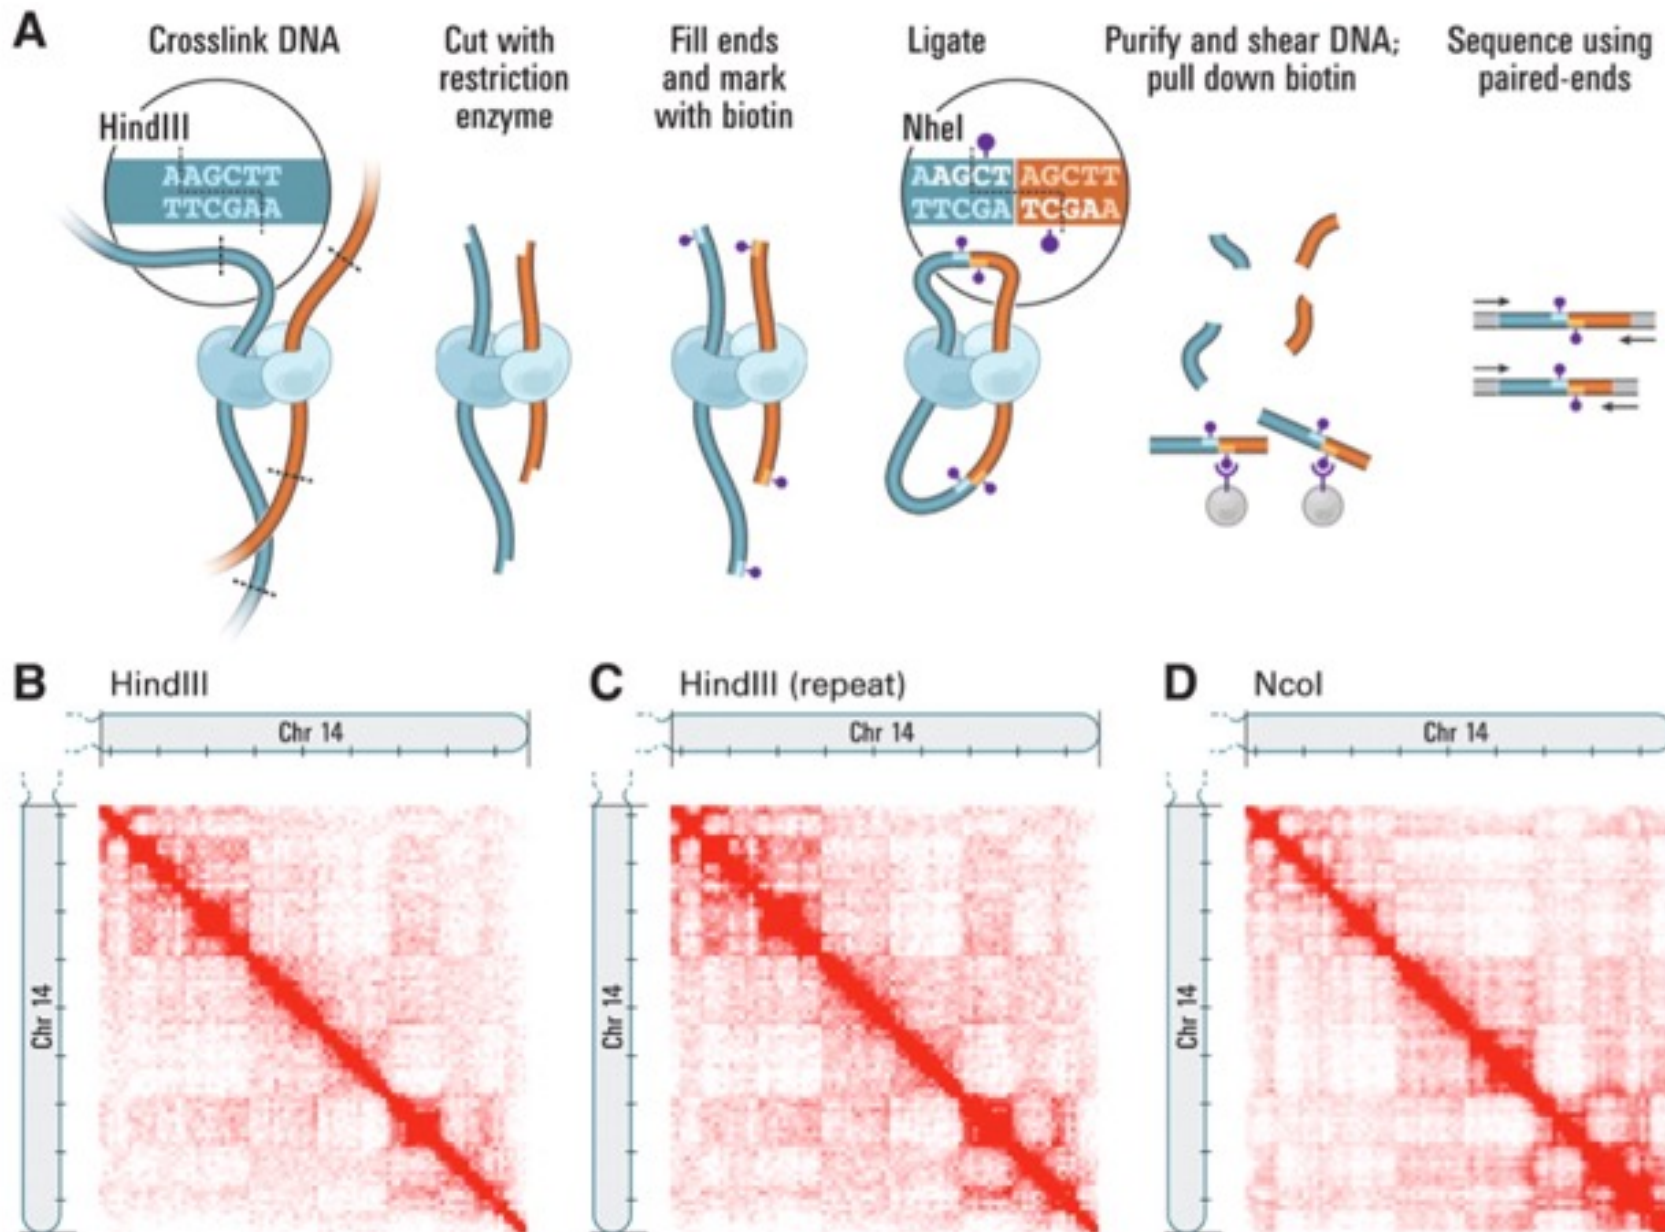 A
Crosslink DNA
Cut with
restriction
enzyme
Fill ends
and mark
with biotin
Ligate
Purify and shear DNA;
pull down biotin
Sequence using
paired-ends
HindIII
AAGCTT
TTCGAA
NheI
AAGCT AGCTT
TTCGA TCGAA
B HindIII
Chr 14
Chr 14
C HindIII (repeat)
Chr 14
Chr 14
D NcoI
Chr 14
Chr 14